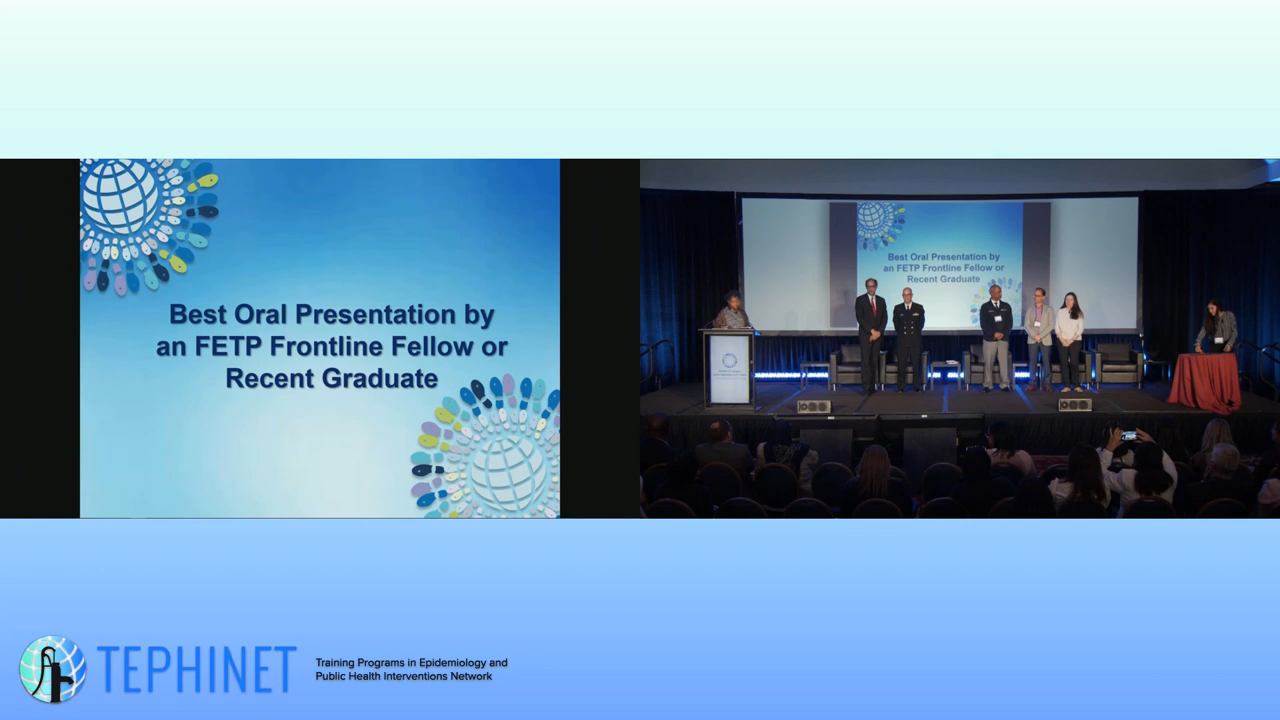 Best Oral Presentation by
an FETP Frontline Fellow or
Recent Graduate
Best Oral Presentation by
an FETP Frontline Fellow or
Recent Graduate
TEPHINET
Training Programs in Epidemiology and
Public Health Interventions Network